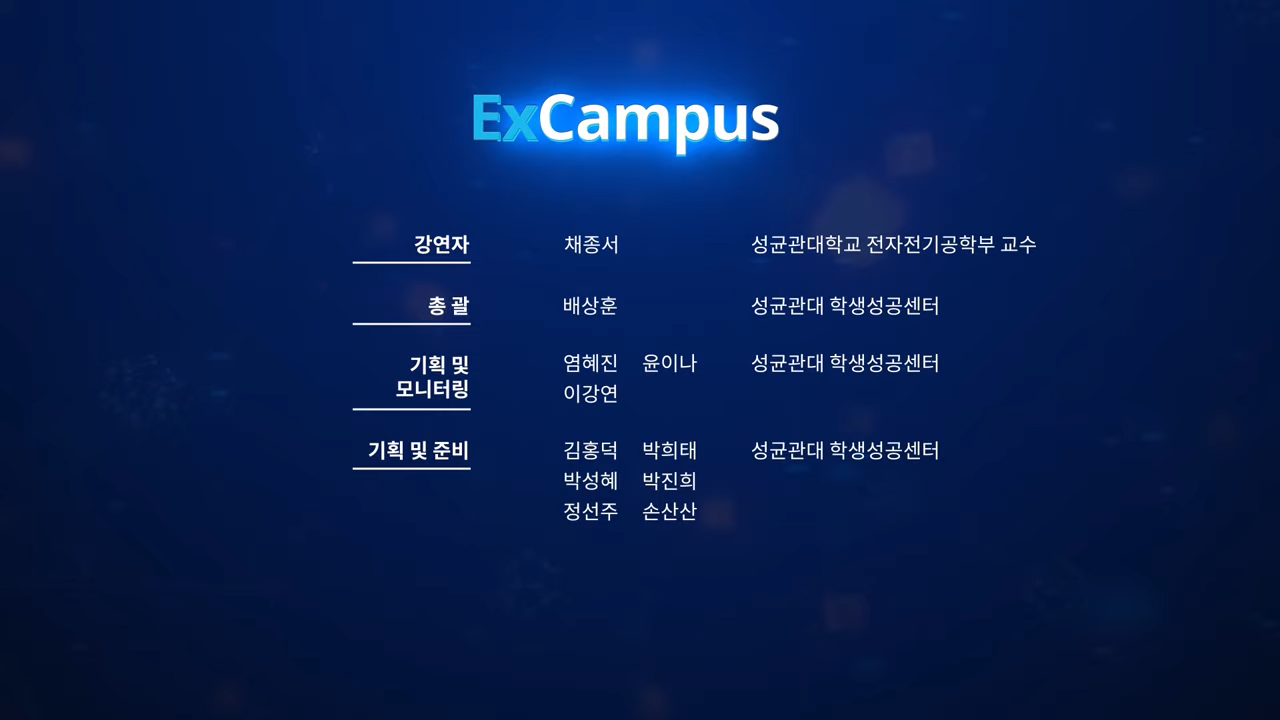 ExCampus
강연자 채종서 성균관대학교 전자전기공학부 교수
총 괄 배상훈 성균관대 학생성공센터
기획 및 모니터링 염혜진 윤이나 성균관대 학생성공센터
이강연
기획 및 준비 김홍덕 박희태 성균관대 학생성공센터
박성혜 박진희
정선주 손산산